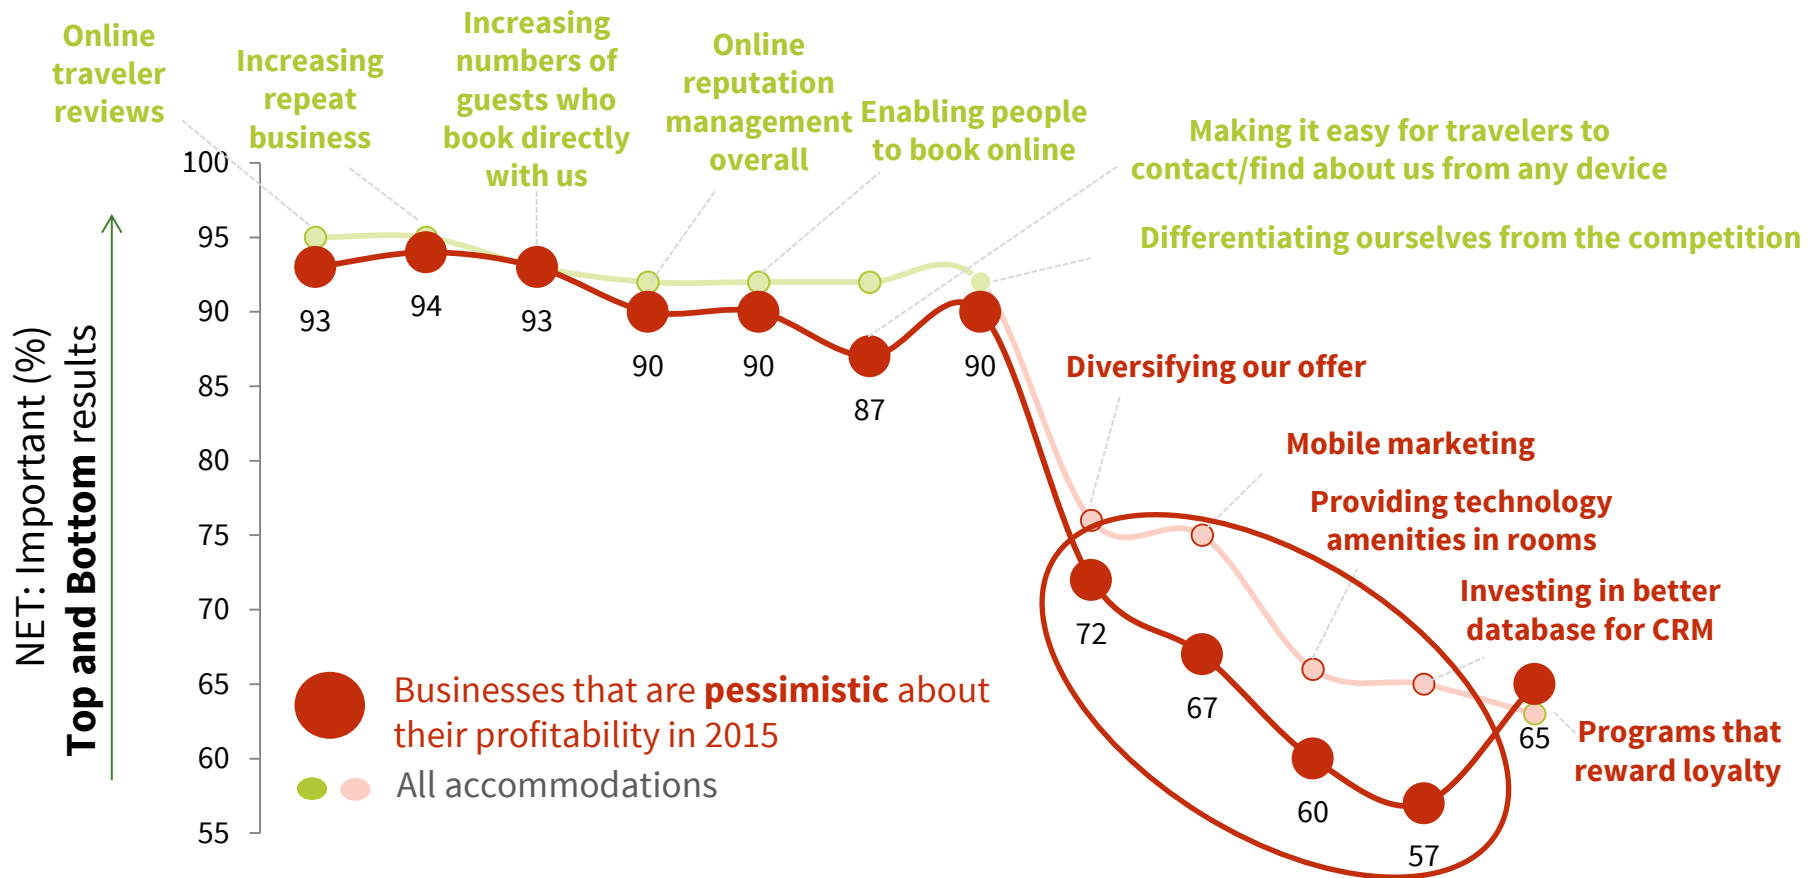 Online
traveler
reviews
Increasing
repeat
business
Increasing
numbers of
guests who
book directly
with us
Online
reputation
management
overall
Enabling people
to book online
Making it easy for travelers to
contact/find about us from any device
Differentiating ourselves from the competition
Diversifying our offer
Mobile marketing
Providing technology
amenities in rooms
Investing in better
database for CRM
Programs that
reward loyalty
NET: Important (%)
Top and Bottom results
100
95
90
85
80
75
70
65
60
55
93
94
93
90
90
87
90
72
67
60
57
65
Businesses that are pessimistic about
their profitability in 2015
All accommodations